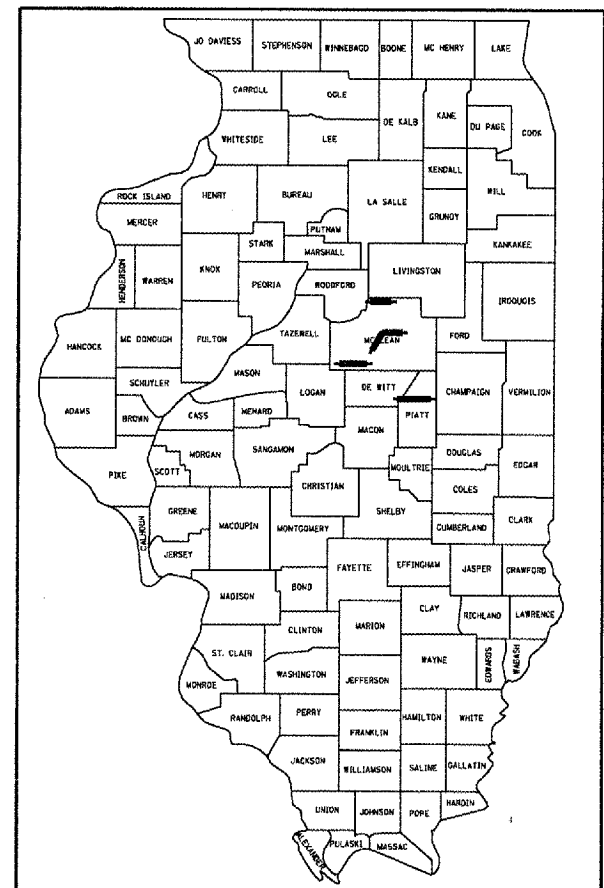 JO DAVIESS STEPHENSON WINNEBAGO BOONE MC HENRY LAKE
CARROLL OGLE DE KALB KANE DU PAGE COOK
WHITESIDE LEE
KENDALL WILL
ROCK ISLAND HENRY BUREAU LA SALLE GRUNDY
MERCER PUTNAM
STARK MARSHALL KANKAKEE
HENDERSON WARREN KNOX PEORIA WOODFORD LIVINGSTON IROQUOIS
HANCOCK MC DONOUGH FULTON TAZEWELL FORD
MASON
SCHUYLER LOGAN DE WITT CHAMPAIGN VERMILION
ADAMS BROWN CASS MENARD MACON PIATT
MORGAN SANGAMON DOUGLAS EDGAR
PIKE SCOTT CHRISTIAN MOULTRIE COLES
GREENE MACOUPIN MONTGOMERY SHELBY CUMBERLAND CLARK
CALHOUN JERSEY
FAYETTE EFFINGHAM JASPER CRAWFORD
MADISON BOND
CLAY RICHLAND LAWRENCE
CLINTON MARION
ST. CLAIR WAYNE EDWARDS WABASH
WASHINGTON JEFFERSON
MONROE
RANDOLPH PERRY HAMILTON WHITE
FRANKLIN
JACKSON WILLIAMSON SALINE GALLATIN
UNION JOHNSON POPE HARDIN
ALEXANDER PULASKI MASSAC